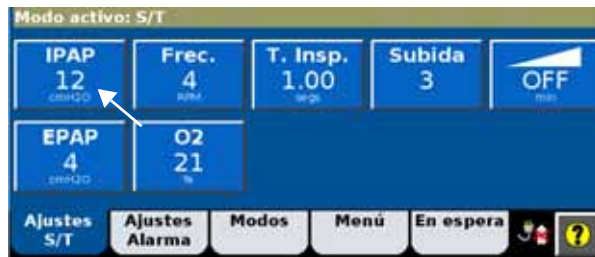 Modo activo: S/T
IPAP
12
cmH2O
Frec.
4
RPM
T. Insp.
1.00
segs
Subida
3
OFF
min
EPAP
4
cmH2O
O2
21
%
Ajustes
S/T
Ajustes
Alarma
Modos
Menú
En espera
?